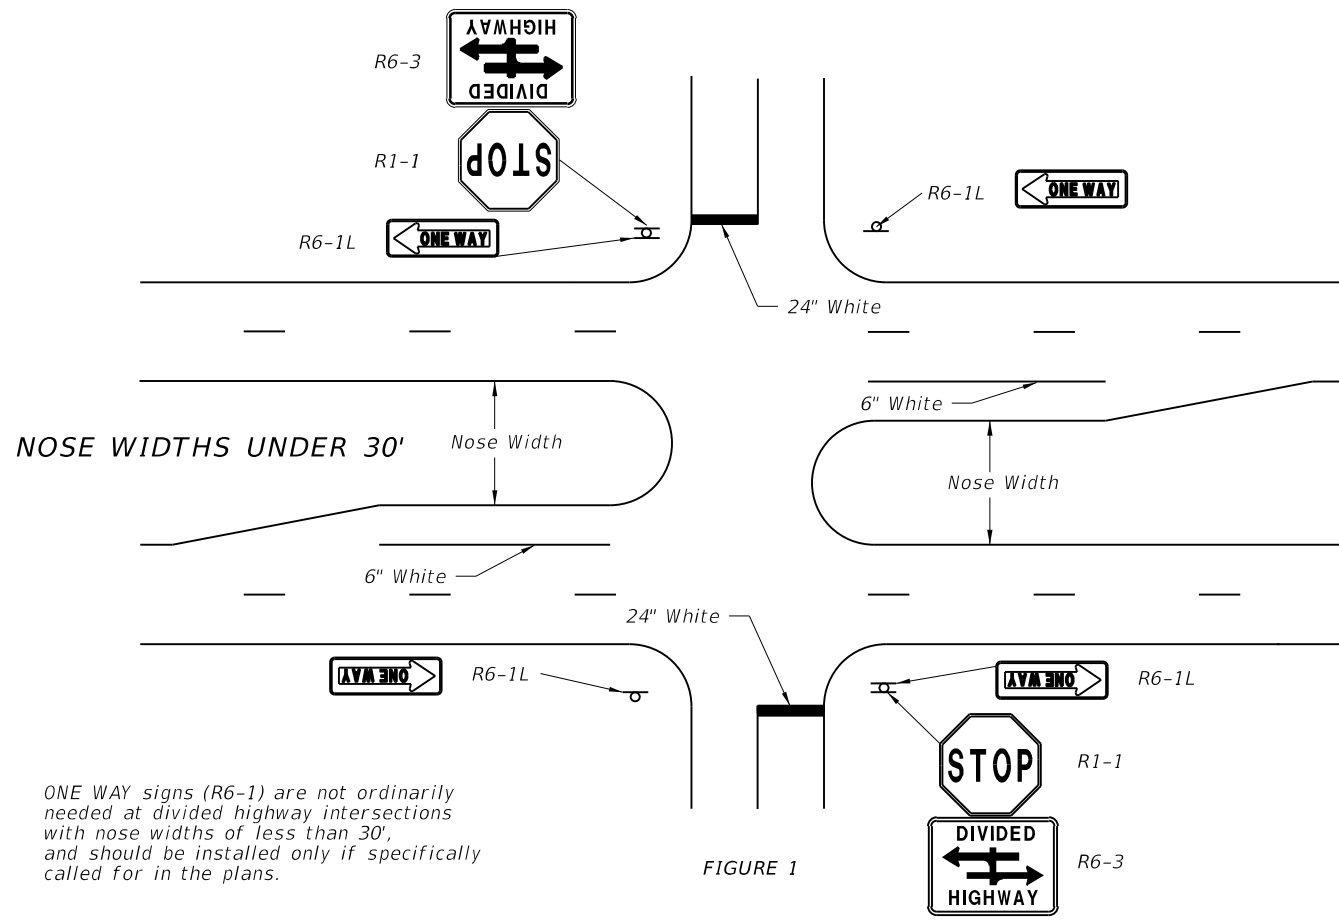 HIGHWAY
DIVIDED
R6-3
STOP
R1-1
R6-1L
ONE WAY
R6-1L
ONE WAY
24" White
6" White
NOSE WIDTHS UNDER 30'
Nose Width
Nose Width
6" White
24" White
ONE WAY
R6-1L
ONE WAY
R6-1L
STOP
R1-1
DIVIDED
HIGHWAY
R6-3
ONE WAY signs (R6-1) are not ordinarily
needed at divided highway intersections
with nose widths of less than 30',
and should be installed only if specifically
called for in the plans.
FIGURE 1